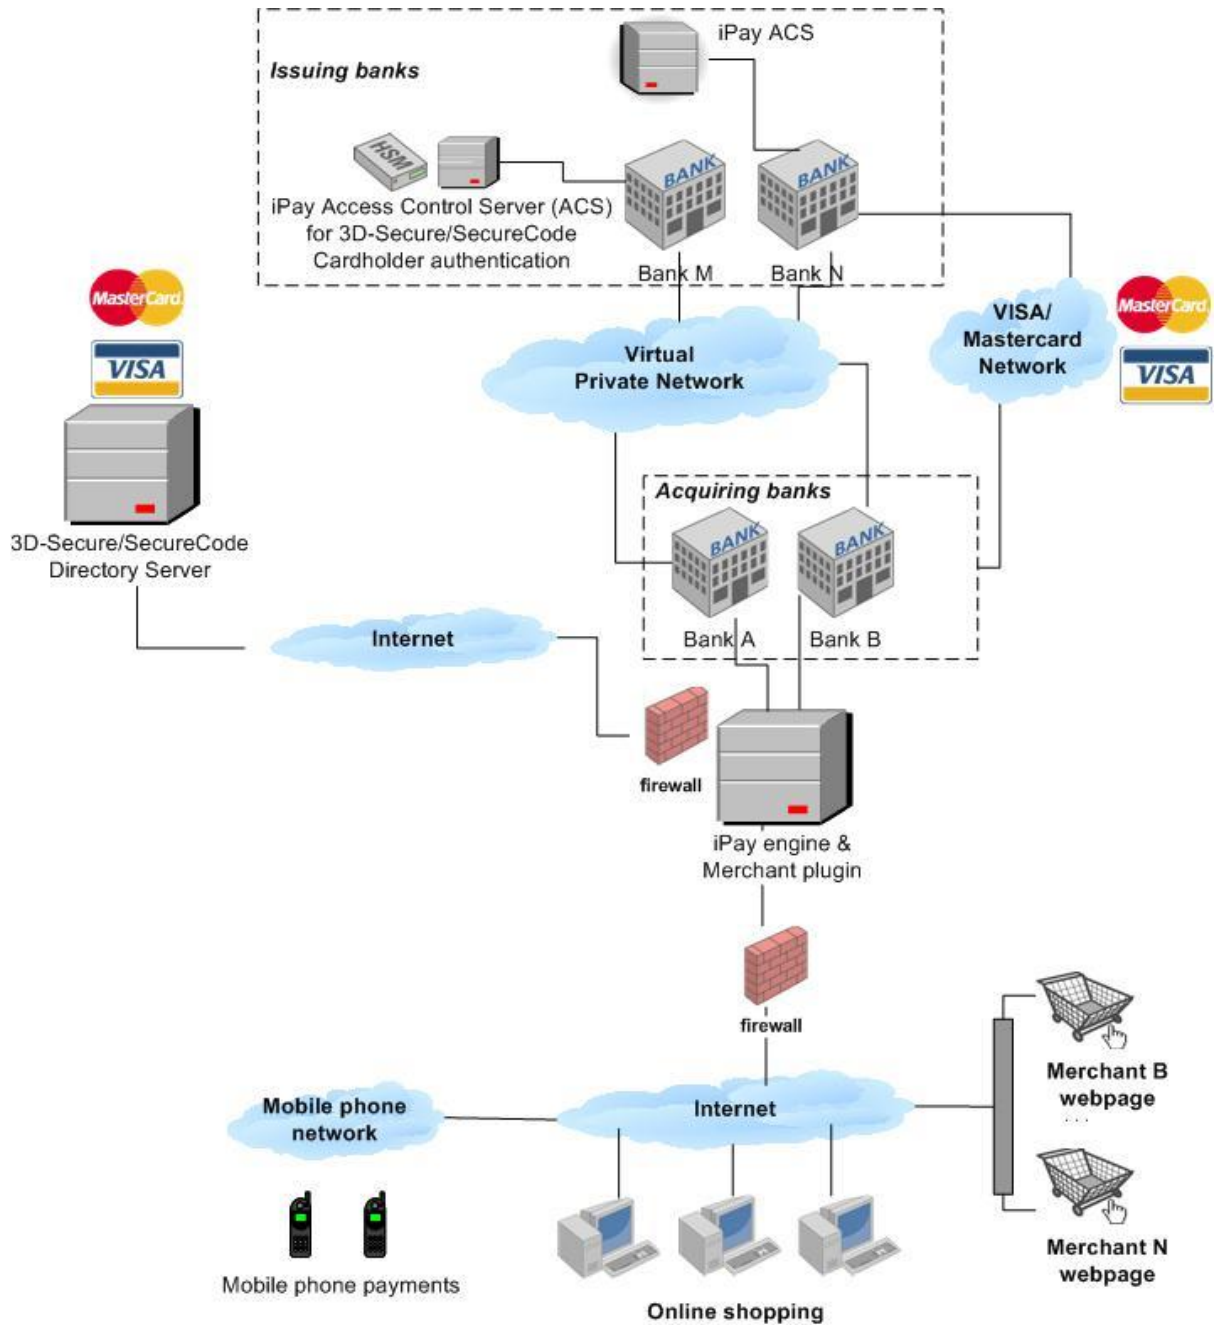 iPay ACS
Issuing banks
HSM
BANK
BANK
iPay Access Control Server (ACS)
for 3D-Secure/SecureCode
Cardholder authentication
Bank M
Bank N
MasterCard
VISA
VISA/
Mastercard
Network
MasterCard
VISA
Virtual
Private Network
Acquiring banks
BANK
BANK
3D-Secure/SecureCode
Directory Server
Internet
Bank A
Bank B
firewall
iPay engine &
Merchant plugin
firewall
Merchant B
webpage
. . .
Mobile phone
network
Internet
Merchant N
webpage
Mobile phone payments
Online shopping